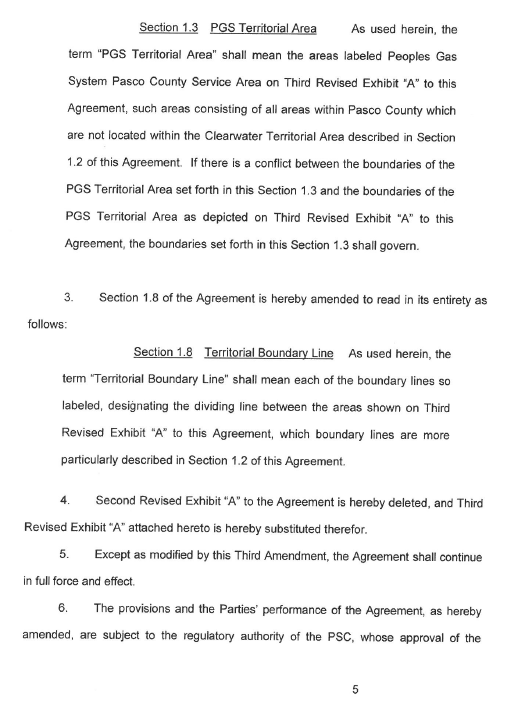 Section 1.3 PGS Territorial Area As used herein, the
term "PGS Territorial Area" shall mean the areas labeled Peoples Gas
System Pasco County Service Area on Third Revised Exhibit "A" to this
Agreement, such areas consisting of all areas within Pasco County which
are not located within the Clearwater Territorial Area described in Section
1.2 of this Agreement. If there is a conflict between the boundaries of the
PGS Territorial Area set forth in this Section 1.3 and the boundaries of the
PGS Territorial Area as depicted on Third Revised Exhibit "A" to this
Agreement, the boundaries set forth in this Section 1.3 shall govern.
3. Section 1.8 of the Agreement is hereby amended to read in its entirety as
follows:
Section 1.8 Territorial Boundary Line As used herein, the
term "Territorial Boundary Line" shall mean each of the boundary lines so
labeled, designating the dividing line between the areas shown on Third
Revised Exhibit "A" to this Agreement, which boundary lines are more
particularly described in Section 1.2 of this Agreement.
4. Second Revised Exhibit "A" to the Agreement is hereby deleted, and Third
Revised Exhibit "A" attached hereto is hereby substituted therefor.
5. Except as modified by this Third Amendment, the Agreement shall continue
in full force and effect.
6. The provisions and the Parties' performance of the Agreement, as hereby
amended, are subject to the regulatory authority of the PSC, whose approval of the
5